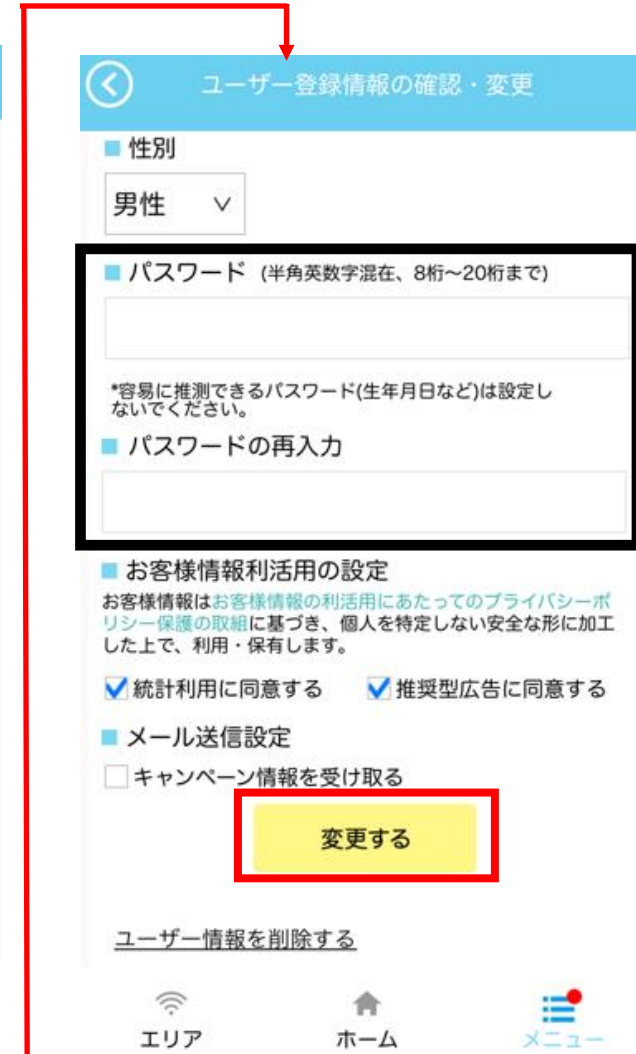 ユーザー登録情報の確認・変更
性別
男性
パスワード (半角英数字混在、8桁～20桁まで)
*容易に推測できるパスワード(生年月日など)は設定し
ないでください。
パスワードの再入力
お客様情報利活用の設定
お客様情報はお客様情報の利活用にあたってのプライバシーポ
リシー保護の取組に基づき、個人を特定しない安全な形に加工
した上で、利用・保有します。
統計利用に同意する 推奨型広告に同意する
メール送信設定
キャンペーン情報を受け取る
変更する
ユーザー情報を削除する
エリア ホーム メニュー